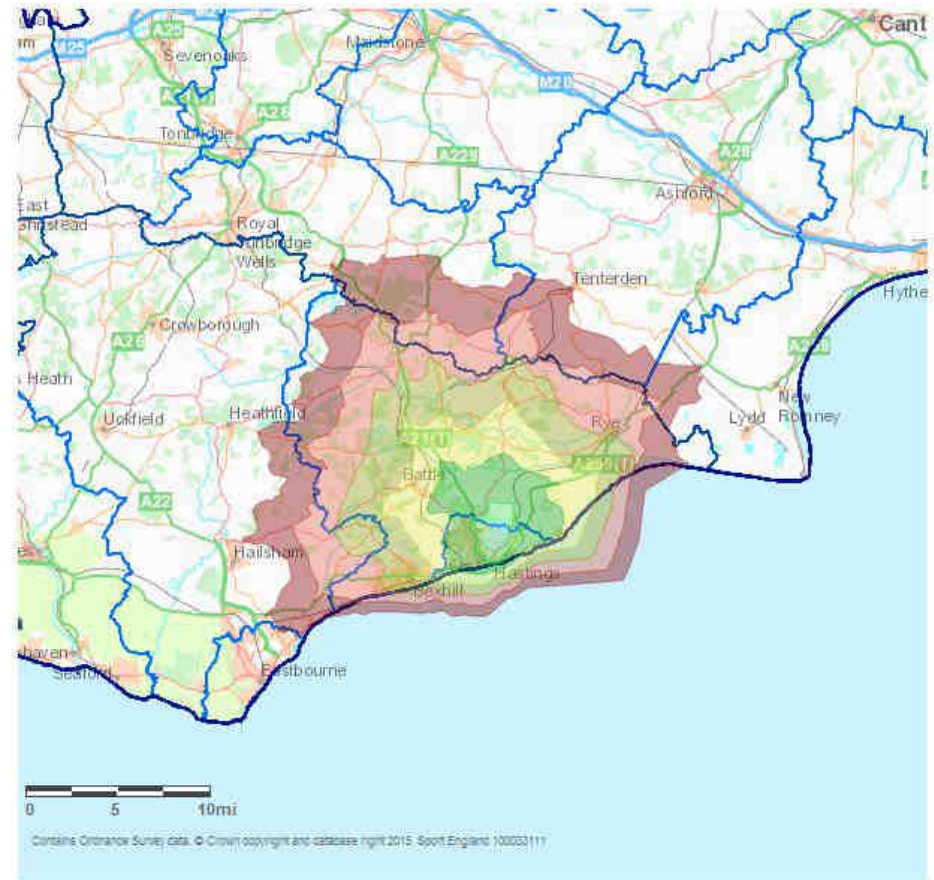 Cant
M25
A25
Sevenoaks
Maidstone
A26
M20
Tonbridge
A229
A28
Ashford
East
Grinstead
Royal
Tunbridge
Wells
Tenterden
Hythe
Crowborough
A26
s Heath
Uckfield
Heathfield
New
Romney
Lydd
Rye
A21(T)
A259(T)
Battle
A22
Hailsham
Hastings
Bexhill
haven
Seaford
Eastbourne
0 5 10mi
Contains Ordnance Survey data. © Crown copyright and database right 2015. Sport England 100033111